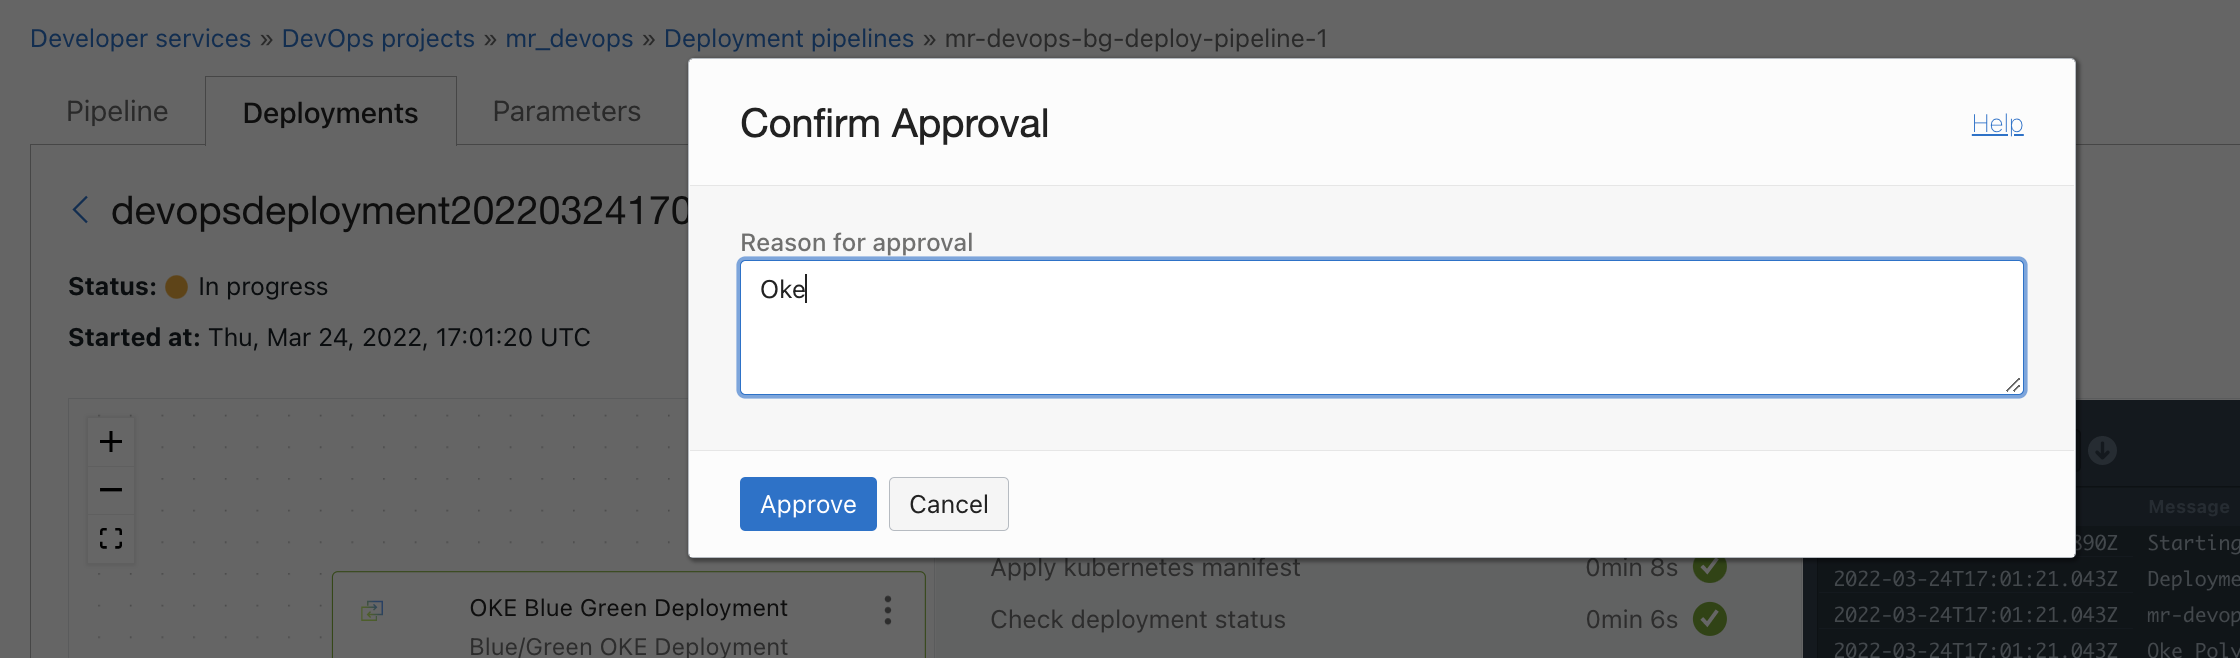 Developer services » DevOps projects » mr_devops » Deployment pipelines » mr-devops-bg-deploy-pipeline-1
Pipeline
Deployments
Parameters
devopsdeployment2022032417
Status: In progress
Started at: Thu, Mar 24, 2022, 17:01:20 UTC
Confirm Approval
Help
Reason for approval
Oke
Approve
Cancel
OKE Blue Green Deployment
Blue/Green OKE Deployment
Apply kubernetes manifest 0min 8s
Check deployment status 0min 6s
Message
890Z Starting
2022-03-24T17:01:21.043Z Deployme
2022-03-24T17:01:21.043Z mr-devop
2022-03-24T17:01:21.043Z Oke Poly